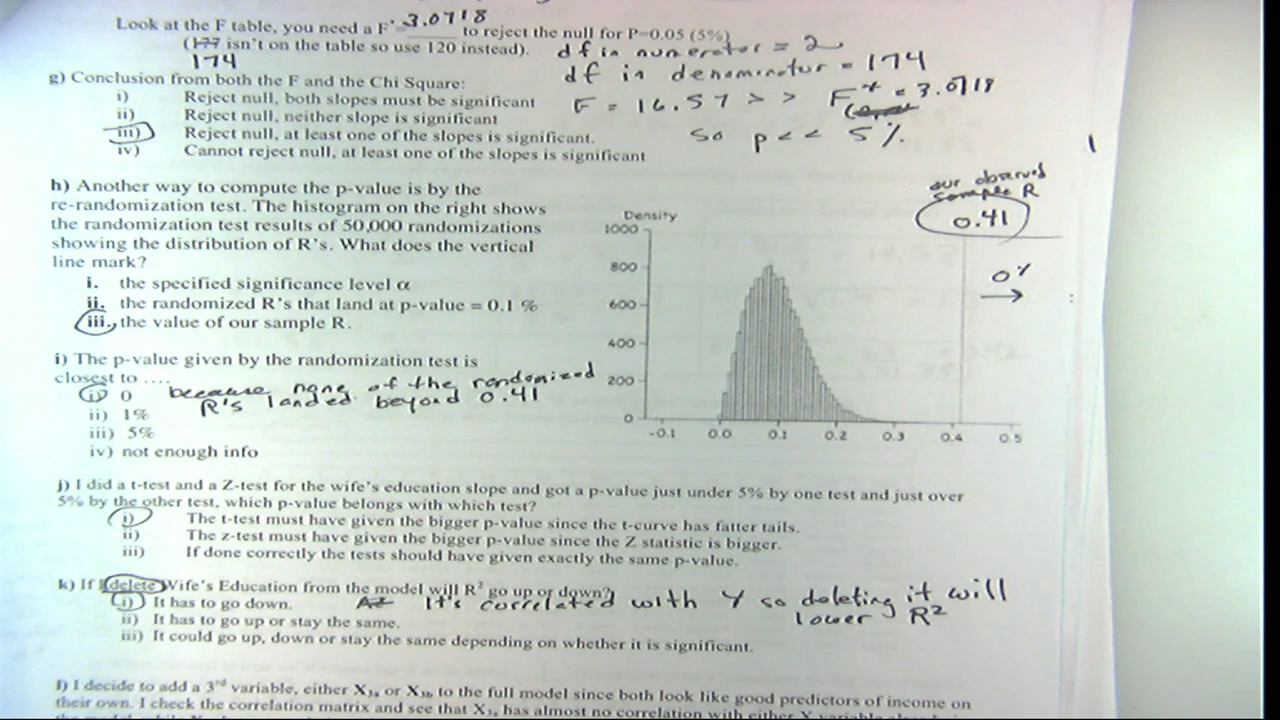 Look at the F table, you need a F* = 3.0718 to reject the null for P=0.05 (5%)
(177 isn't on the table so use 120 instead). df in numerator = 2
174 df in denominator = 174
g) Conclusion from both the F and the Chi Square:
i) Reject null, both slopes must be significant F = 16.57 >> F* = 3.0718
ii) Reject null, neither slope is significant
iii) Reject null, at least one of the slopes is significant. so p << 5%.
iv) Cannot reject null, at least one of the slopes is significant
h) Another way to compute the p-value is by the
re-randomization test. The histogram on the right shows
the randomization test results of 50,000 randomizations
showing the distribution of R's. What does the vertical
line mark?
i. the specified significance level α
ii. the randomized R's that land at p-value = 0.1 %
iii. the value of our sample R.
our observed
sample R
0.41
0%
Density
1000
800
600
400
200
0
-0.1 0.0 0.1 0.2 0.3 0.4 0.5
i) The p-value given by the randomization test is
closest to ....
i) 0 because none of the randomized
R's landed beyond 0.41
ii) 1%
iii) 5%
iv) not enough info
j) I did a t-test and a Z-test for the wife's education slope and got a p-value just under 5% by one test and just over
5% by the other test, which p-value belongs with which test?
i) The t-test must have given the bigger p-value since the t-curve has fatter tails.
ii) The z-test must have given the bigger p-value since the Z statistic is bigger.
iii) If done correctly the tests should have given exactly the same p-value.
k) If I delete Wife's Education from the model will R² go up or down?
i) It has to go down. It's correlated with Y so deleting it will
lower R²
ii) It has to go up or stay the same.
iii) It could go up, down or stay the same depending on whether it is significant.
l) I decide to add a 3rd variable, either X3a or X3b to the full model since both look like good predictors of income on
their own. I check the correlation matrix and see that X3a has almost no correlation with either X variable already in